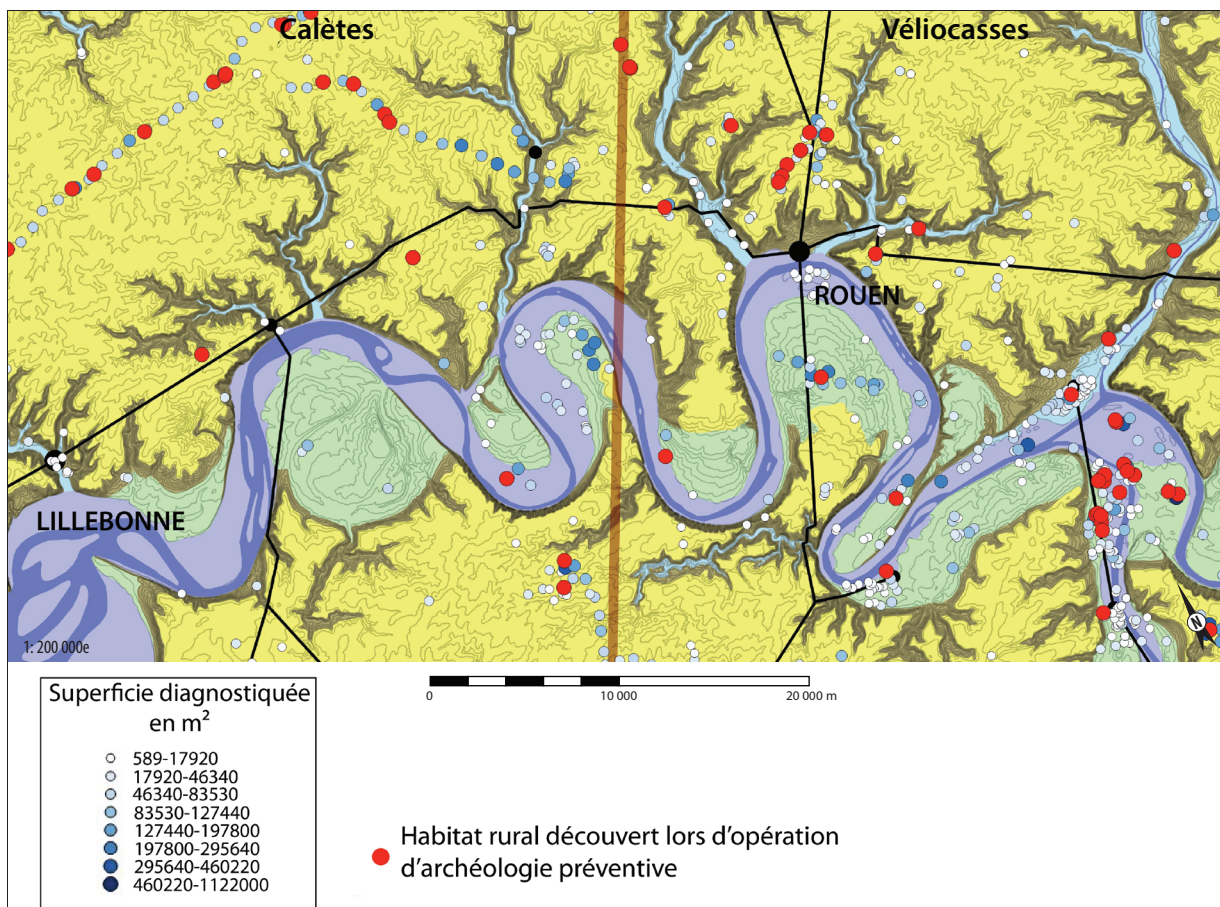 Calètes
Véliocasses
ROUEN
LILLEBONNE
N
1: 200 000e
0
10 000
20 000 m
Superficie diagnostiquée
en m²
589-17920
17920-46340
46340-83530
83530-127440
127440-197800
197800-295640
295640-460220
460220-1122000
Habitat rural découvert lors d'opération
d'archéologie préventive